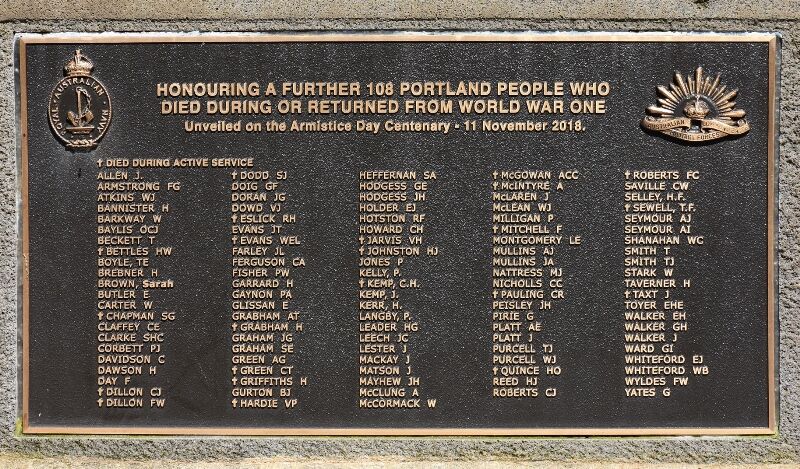 ROYAL AUSTRALIAN NAVY
HONOURING A FURTHER 108 PORTLAND PEOPLE WHO
DIED DURING OR RETURNED FROM WORLD WAR ONE
Unveiled on the Armistice Day Centenary - 11 November 2018.
AUSTRALIAN
† DIED DURING ACTIVE SERVICE
ALLEN J.
ARMSTRONG FG
ATKINS WJ
BANNISTER H
BARKWAY W
BAYLIS OCJ
BECKETT T
† BETTLES HW
BOYLE, TE
BREBNER H
BROWN, Sarah
BUTLER E
CARTER W
† CHAPMAN SG
CLAFFEY CE
CLARKE SHC
CORBETT PJ
DAVIDSON C
DAWSON H
DAY F
† DILLON CJ
† DILLON FW
† DODD SJ
DOIG GF
DORAN JG
DOWD VJ
† ESLICK RH
EVANS JT
† EVANS WEL
FARLEY JL
FERGUSON CA
FISHER PW
GARRARD H
GAYNON PA
GLISSAN E
GRABHAM AT
† GRABHAM H
GRAHAM JG
GRAHAM SE
GREEN AG
† GREEN CT
† GRIFFITHS H
GURTON BJ
† HARDIE VP
HEFFERNAN SA
HODGESS GE
HODGESS JH
HOLDER EJ
HOTSTON RF
HOWARD CH
† JARVIS VH
† JOHNSTON HJ
JONES P
KELLY, P.
† KEMP, C.H.
KEMP, J.
KERR, H.
LANGBY, P.
LEADER HG
LEECH JC
LESTER J
MACKAY J
MATSON J
MAYHEW JH
McCLUNG A
McCORMACK W
† McGOWAN ACC
† McINTYRE A
McLAREN J
McLEAN WJ
MILLIGAN P
† MITCHELL F
MONTGOMERY LE
MULLINS AJ
MULLINS JA
NATTRESS MJ
NICHOLLS CC
† PAULING CR
PEISLEY JH
PIRIE G
PLATT AE
PLATT J
PURCELL TJ
PURCELL WJ
† QUINCE HO
REED HJ
ROBERTS CJ
† ROBERTS FC
SAVILLE CW
SELLEY, H.F.
† SEWELL, T.F.
SEYMOUR AJ
SEYMOUR AI
SHANAHAN WC
SMITH T
SMITH TJ
STARK W
TAVERNER H
† TAXT J
TOYER EHE
WALKER EH
WALKER GH
WALKER J
WARD GI
WHITEFORD EJ
WHITEFORD WB
WYLDES FW
YATES G